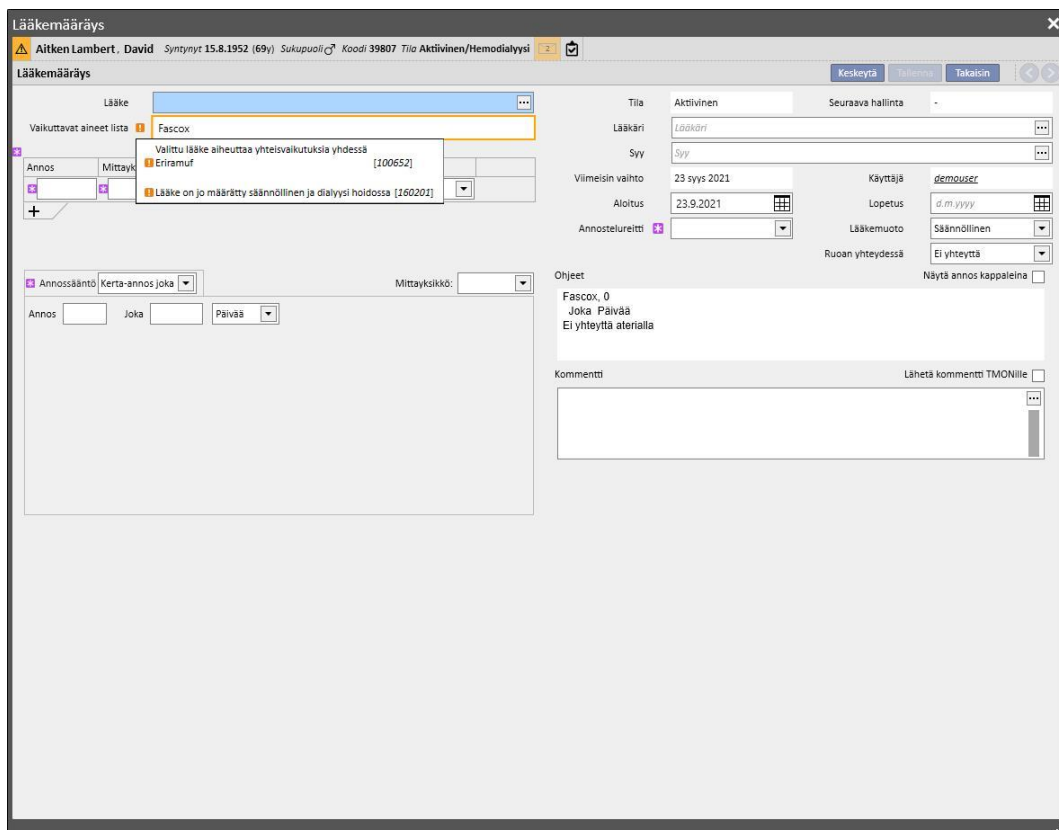 Lääkemääräys
Aitken Lambert, David Syntynyt 15.8.1952 (69y) Sukupuoli Koodi 39807 Tila Aktiivinen/Hemodialyysi 2
Lääkemääräys
Keskeytä Tallenna Takaisin
Lääke
Vaikuttavat aineet lista Fascox
Valittu lääke aiheuttaa yhteisvaikutuksia yhdessä
Eriramuf [100652]
Lääke on jo määrätty säännöllinen ja dialyysi hoidossa [160201]
Annos Mittayk
+
Tila Aktiivinen Seuraava hallinta -
Lääkäri Lääkäri
Syy Syy
Viimeisin vaihto 23 syys 2021 Käyttäjä demouser
Aloitus 23.9.2021 Lopetus d.m.yyyy
Annostelureitti Lääkemuoto Säännöllinen
Ruoan yhteydessä Ei yhteyttä
Annossääntö Kerta-annos joka Mittayksikkö:
Annos Joka Päivää
Ohjeet Näytä annos kappaleina
Fascox, 0
Joka Päivää
Ei yhteyttä aterialla
Kommentti Lähetä kommentti TMONille